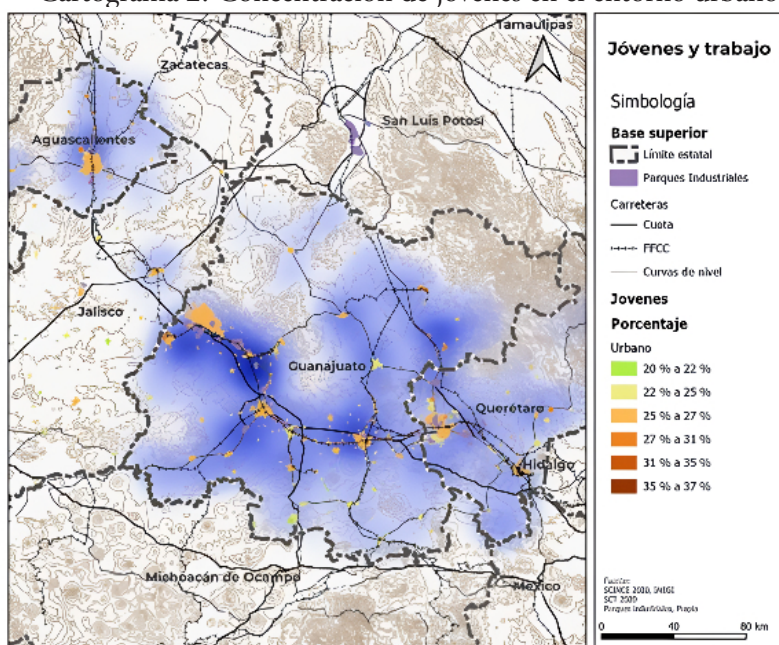 Cartograma 2. Concentración de jóvenes en el entorno urbano
Tamaulipas
Zacatecas
San Luis Potosí
Aguascalientes
Jalisco
Guanajuato
Querétaro
Hidalgo
Michoacán de Ocampo
México
Jóvenes y trabajo
Simbología
Base superior
Límite estatal
Parques Industriales
Carreteras
Cuota
FFCC
Curvas de nivel
Jovenes
Porcentaje
Urbano
20 % a 22 %
22 % a 25 %
25 % a 27 %
27 % a 31 %
31 % a 35 %
35 % a 37 %
Fuentes:
SCINCE 2020, INEGI
SCT 2020
Parques industriales, Propia
0 40 80 km